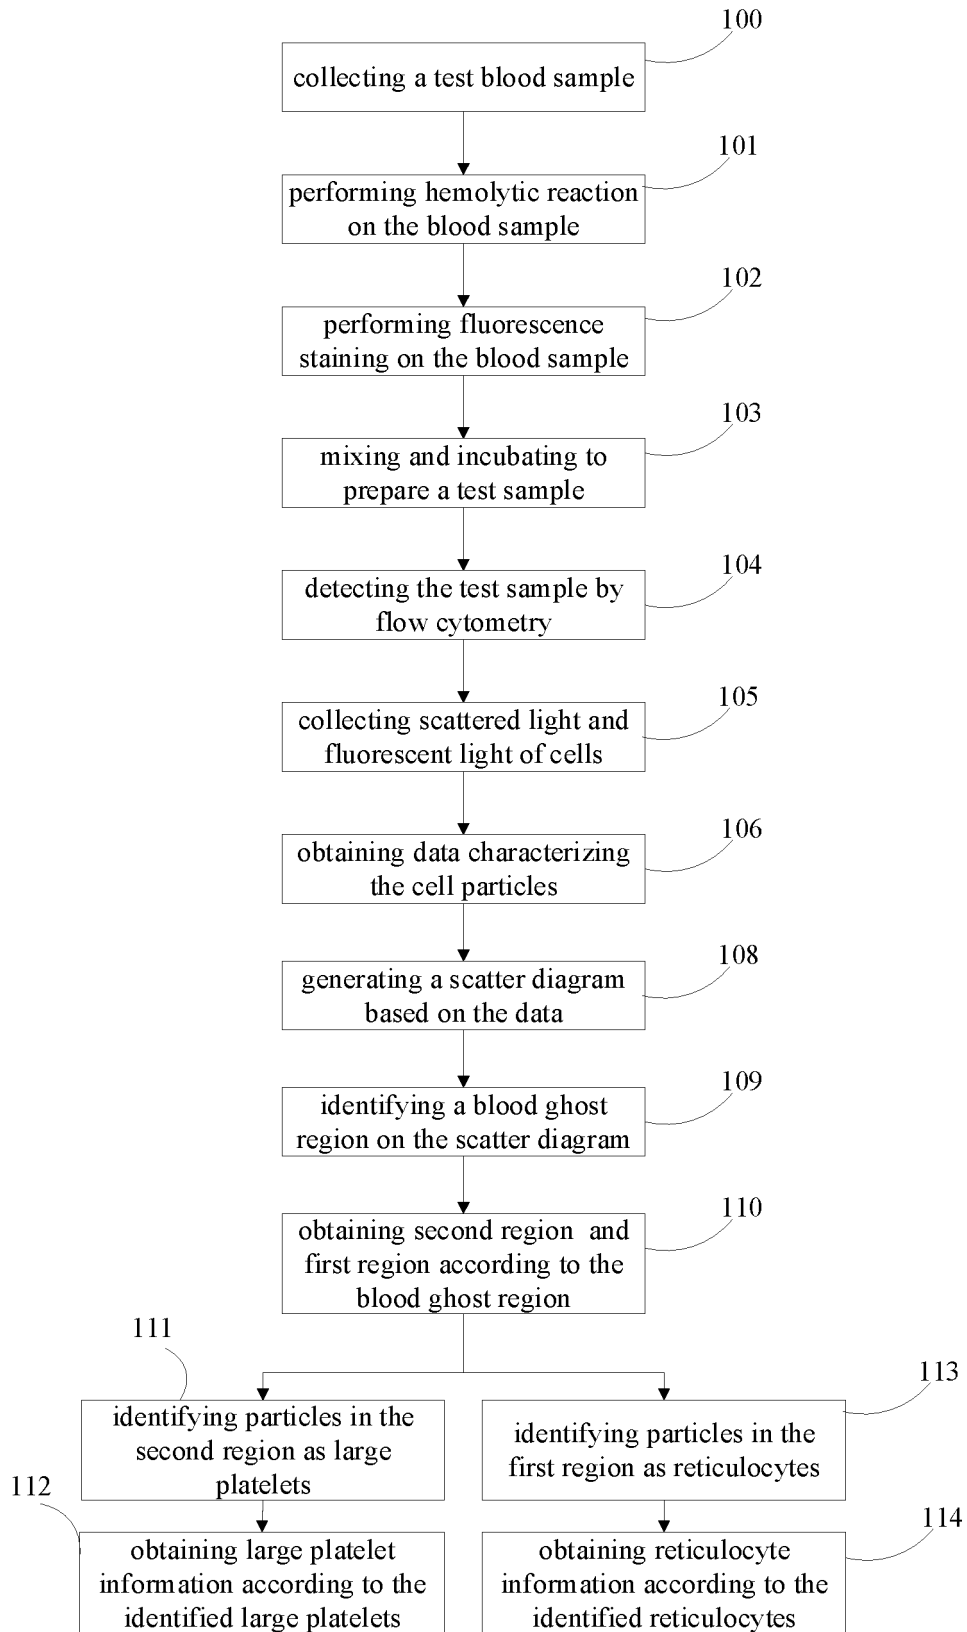 100
collecting a test blood sample
101
performing hemolytic reaction
on the blood sample
102
performing fluorescence
staining on the blood sample
103
mixing and incubating to
prepare a test sample
104
detecting the test sample by
flow cytometry
105
collecting scattered light and
fluorescent light of cells
106
obtaining data characterizing
the cell particles
108
generating a scatter diagram
based on the data
109
identifying a blood ghost
region on the scatter diagram
110
obtaining second region and
first region according to the
blood ghost region
111
identifying particles in the
second region as large
platelets
112
obtaining large platelet
information according to the
identified large platelets
113
identifying particles in the
first region as reticulocytes
114
obtaining reticulocyte
information according to the
identified reticulocytes